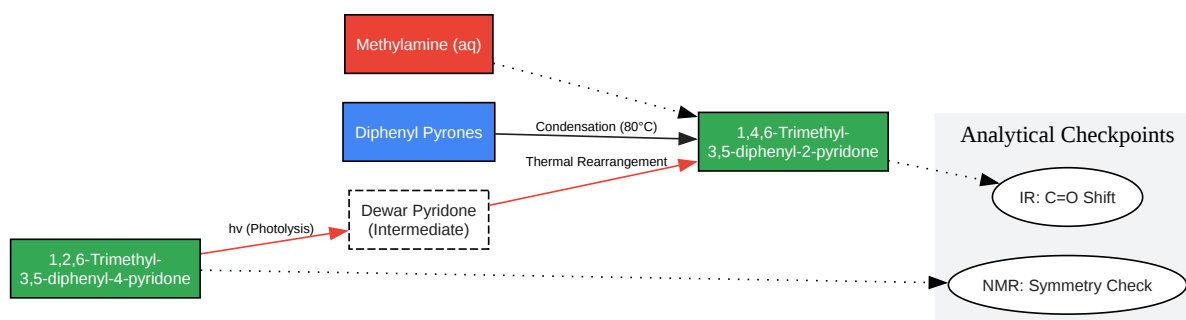 Methylamine (aq)
Diphenyl Pyrones
Condensation (80°C)
1,4,6-Trimethyl-
3,5-diphenyl-2-pyridone
Thermal Rearrangement
Dewar Pyridone
(Intermediate)
hv (Photolysis)
1,2,6-Trimethyl-
3,5-diphenyl-4-pyridone
Analytical Checkpoints
IR: C=O Shift
NMR: Symmetry Check